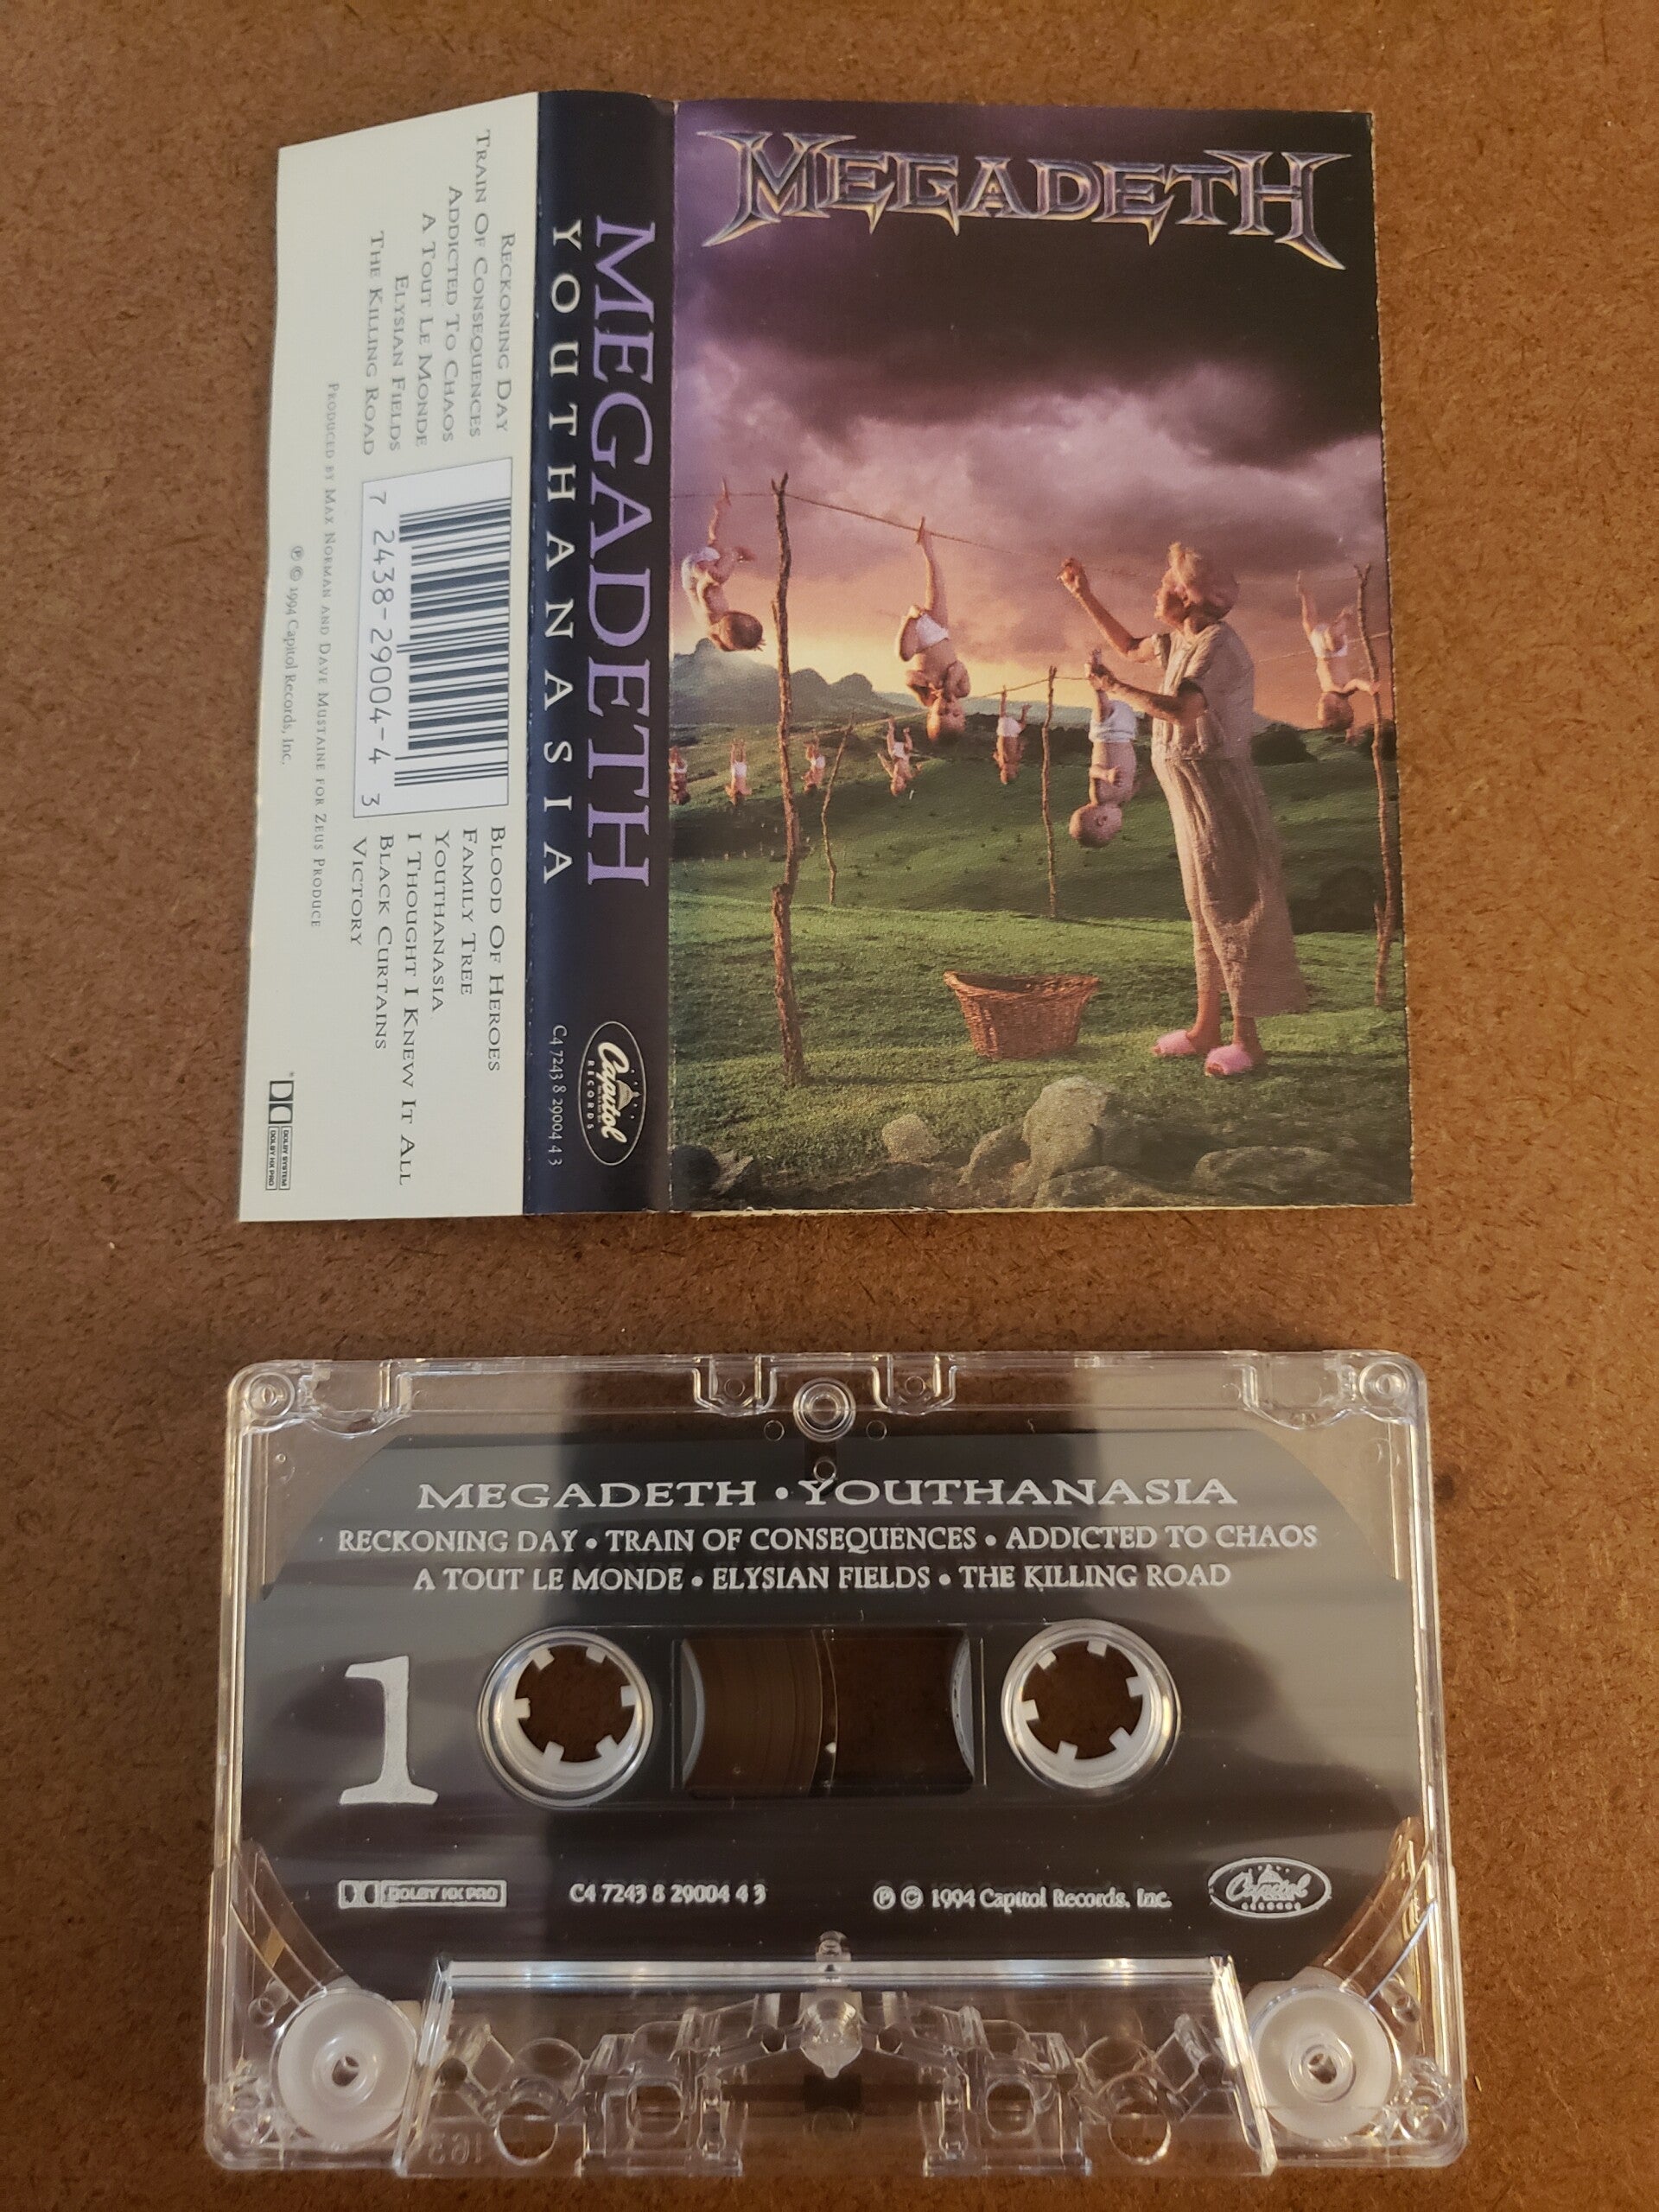 MEGADETH
MEGADETH
YOUTHANASIA
Capitol
RECORDS
C4 7243 8 29004 4 3
RECKONING DAY
TRAIN OF CONSEQUENCES
ADDICTED TO CHAOS
A TOUT LE MONDE
ELYSIAN FIELDS
THE KILLING ROAD
7 2438-29004-4 3
BLOOD OF HEROES
FAMILY TREE
YOUTHANASIA
I THOUGHT I KNEW IT ALL
BLACK CURTAINS
VICTORY
PRODUCED BY MAX NORMAN AND DAVE MUSTAINE FOR ZEUS PRODUCE
℗ © 1994 Capitol Records, Inc.
DOLBY SYSTEM
DOLBY HX PRO
MEGADETH • YOUTHANASIA
RECKONING DAY • TRAIN OF CONSEQUENCES • ADDICTED TO CHAOS
A TOUT LE MONDE • ELYSIAN FIELDS • THE KILLING ROAD
1
DOLBY HX PRO C4 7243 8 29004 4 3 ℗ © 1994 Capitol Records, Inc. Capitol
RECORDS